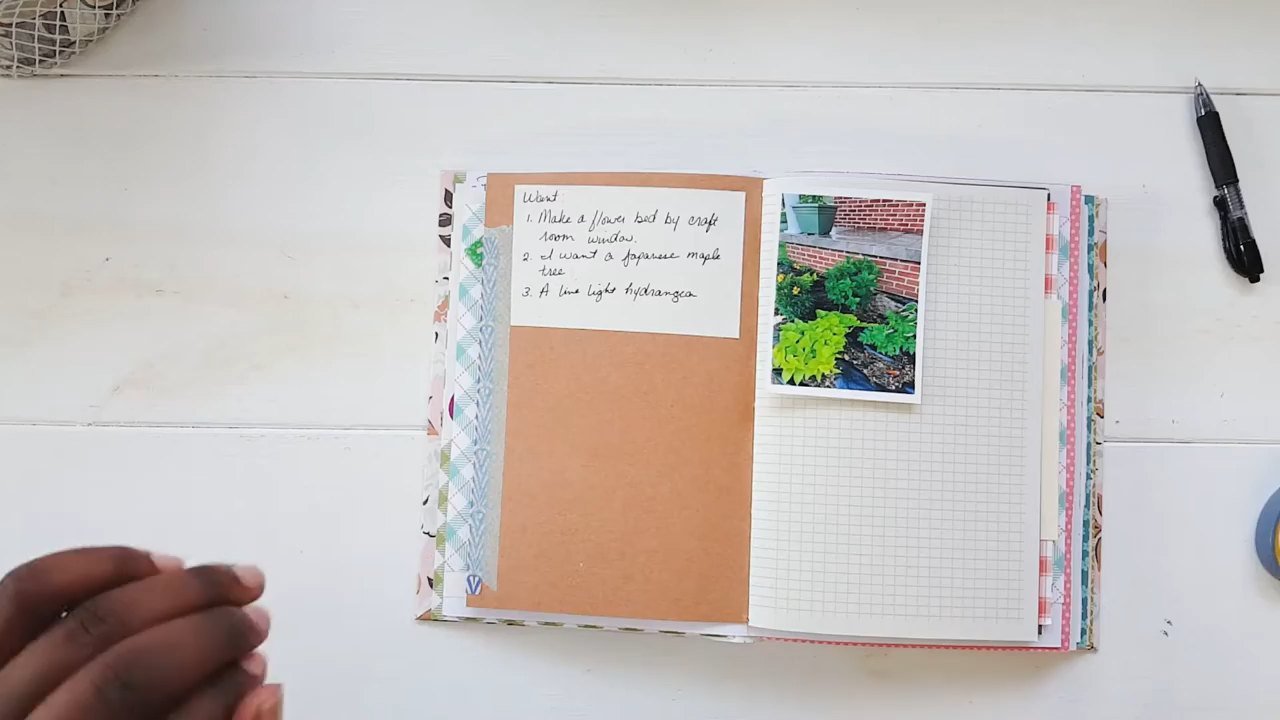 Want:
1. Make a flower bed by craft
room window.
2. I want a Japanese maple
tree
3. A lime light hydrangea